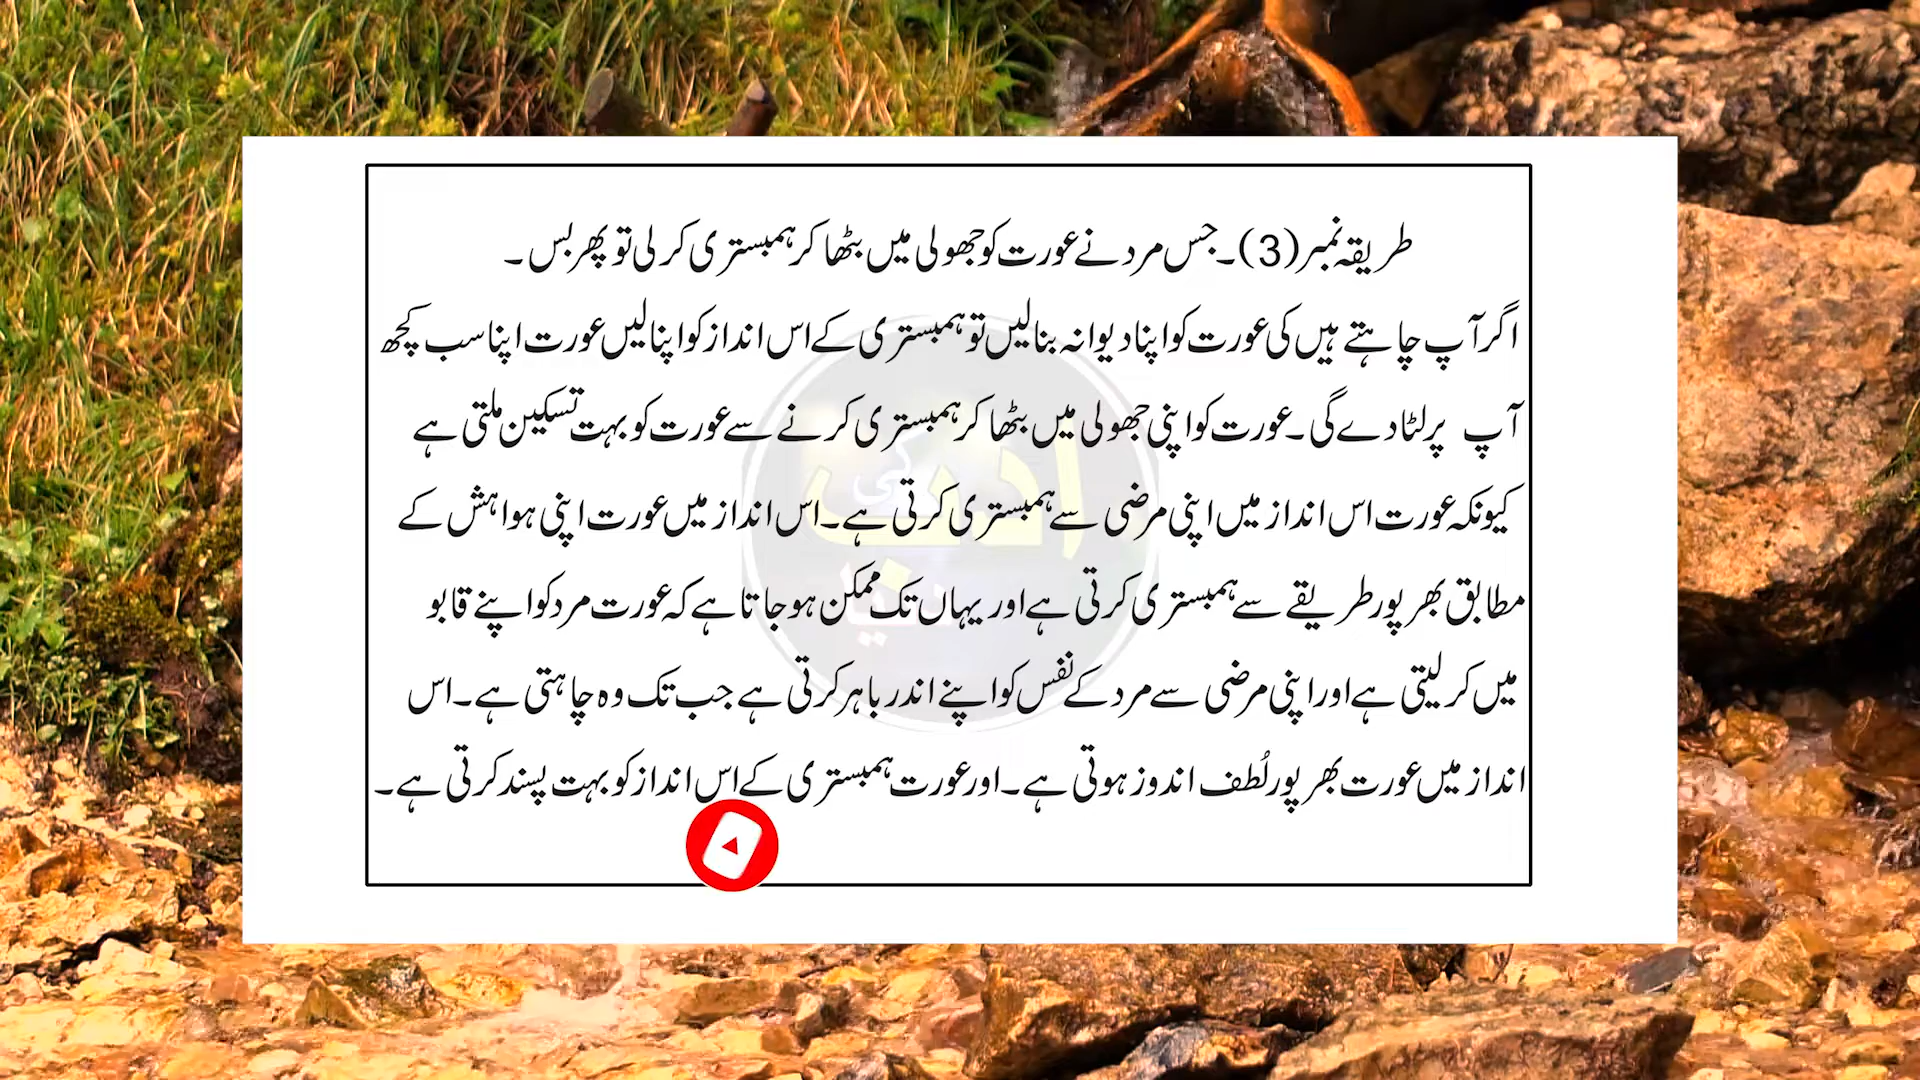 طریقہ نمبر (3)۔ جس مرد نے عورت کو جھولی میں بٹھا کر ہمبستری کر لی تو پھر بس۔
اگر آپ چاہتے ہیں کی عورت کو اپنا دیوانہ بنالیں تو ہمبستری کے اس انداز کو اپنا لیں عورت اپنا سب کچھ
آپ پر لٹا دے گی۔ عورت کو اپنی جھولی میں بٹھا کر ہمبستری کرنے سے عورت کو بہت تسکین ملتی ہے
کیونکہ عورت اس انداز میں اپنی مرضی سے ہمبستری کرتی ہے۔ اس انداز میں عورت اپنی ہواہش کے
مطابق بھر پور طریقے سے ہمبستری کرتی ہے اور یہاں تک ممکن ہو جاتا ہے کہ عورت مرد کو اپنے قابو
میں کر لیتی ہے اور اپنی مرضی سے مرد کے نفس کو اپنے اندر باہر کرتی ہے جب تک وہ چاہتی ہے۔ اس
انداز میں عورت بھر پور لُطف اندوز ہوتی ہے۔ اور عورت ہمبستری کے اس انداز کو بہت پسند کرتی ہے۔
ادب کی